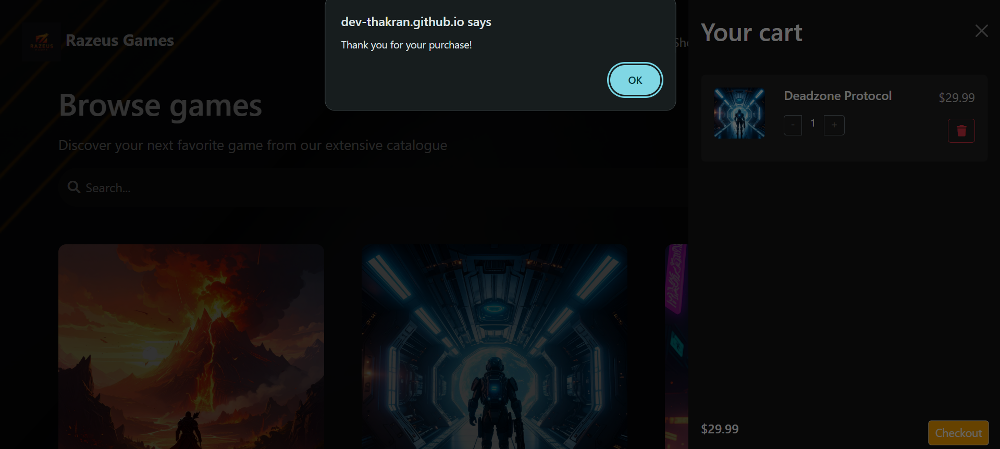 dev-thakran.github.io says
Thank you for your purchase!
OK
RAZEUS
Razeus Games
Sho
Browse games
Discover your next favorite game from our extensive catalogue
Search...
Your cart
Deadzone Protocol
$29.99
- 1 +
$29.99
Checkout